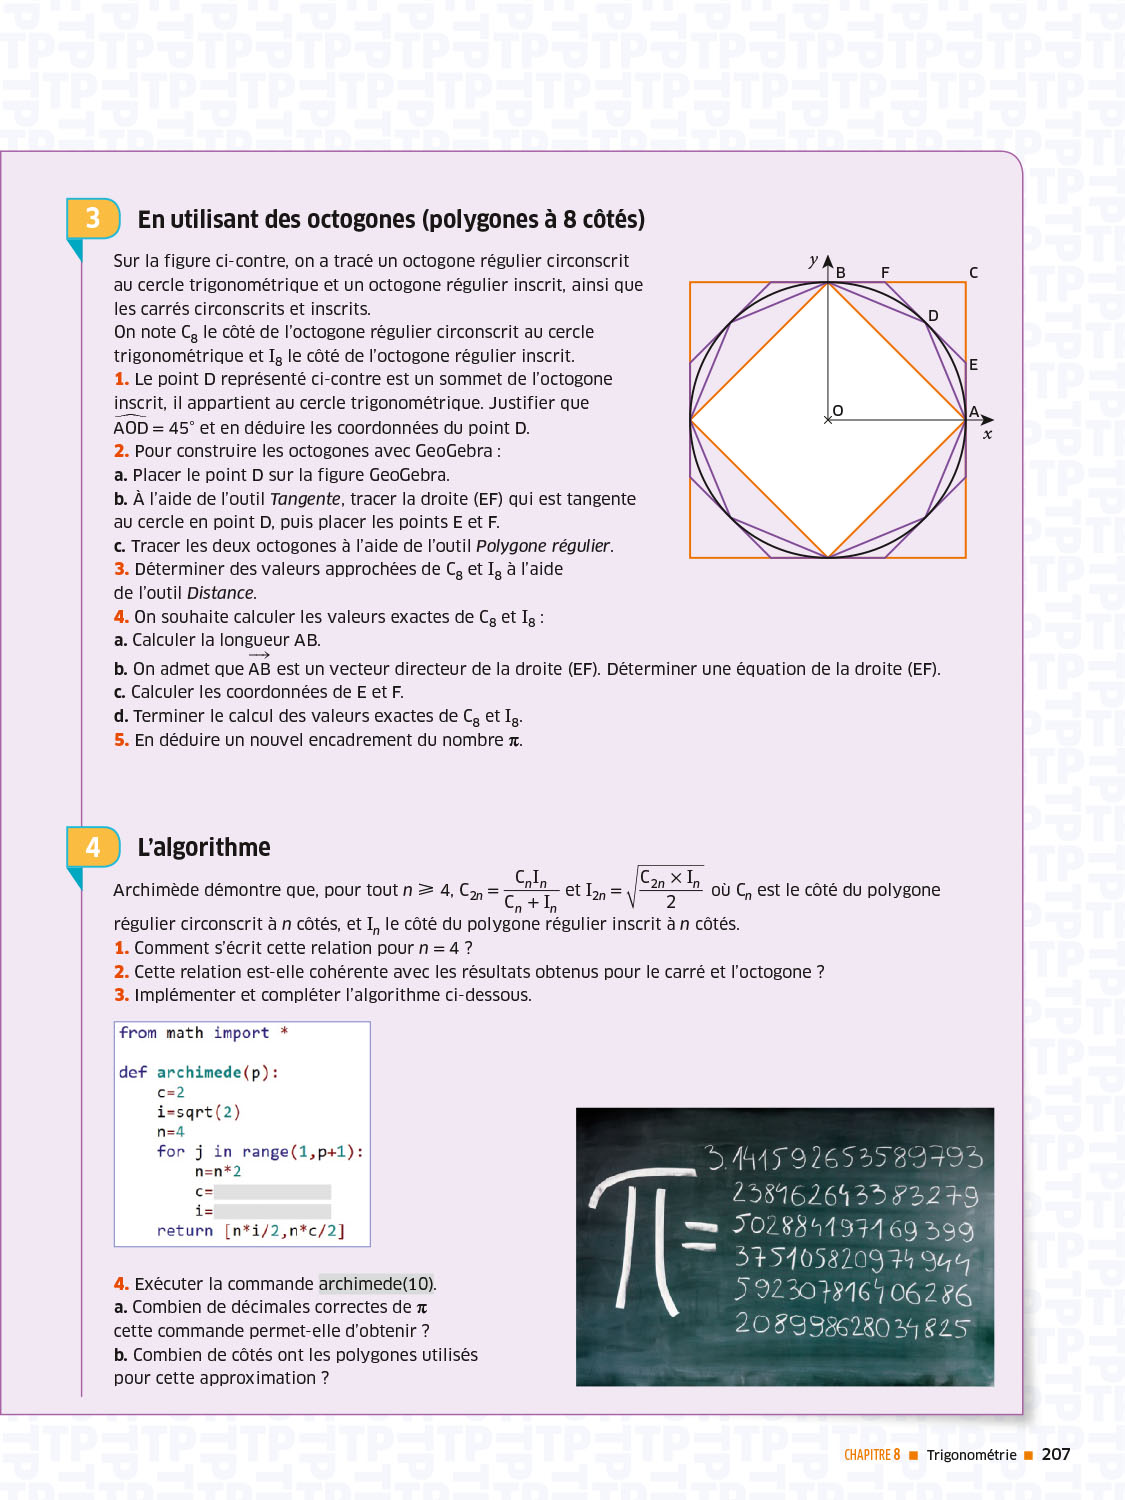 3 En utilisant des octogones (polygones à 8 côtés)
Sur la figure ci-contre, on a tracé un octogone régulier circonscrit
au cercle trigonométrique et un octogone régulier inscrit, ainsi que
les carrés circonscrits et inscrits.
On note C₈ le côté de l'octogone régulier circonscrit au cercle
trigonométrique et I₈ le côté de l'octogone régulier inscrit.
1. Le point D représenté ci-contre est un sommet de l'octogone
inscrit, il appartient au cercle trigonométrique. Justifier que
\widehat{AOD} = 45° et en déduire les coordonnées du point D.
2. Pour construire les octogones avec GeoGebra :
a. Placer le point D sur la figure GeoGebra.
b. À l'aide de l'outil Tangente, tracer la droite (EF) qui est tangente
au cercle en point D, puis placer les points E et F.
c. Tracer les deux octogones à l'aide de l'outil Polygone régulier.
3. Déterminer des valeurs approchées de C₈ et I₈ à l'aide
de l'outil Distance.
4. On souhaite calculer les valeurs exactes de C₈ et I₈ :
a. Calculer la longueur AB.
b. On admet que \overrightarrow{AB} est un vecteur directeur de la droite (EF). Déterminer une équation de la droite (EF).
c. Calculer les coordonnées de E et F.
d. Terminer le calcul des valeurs exactes de C₈ et I₈.
5. En déduire un nouvel encadrement du nombre π.
y
B F C
D
E
O A
x
4 L'algorithme
Archimède démontre que, pour tout n ⩾ 4, C_{2n} = \frac{C_n I_n}{C_n + I_n} et I_{2n} = \sqrt{\frac{C_{2n} × I_n}{2}} où C_n est le côté du polygone
régulier circonscrit à n côtés, et I_n le côté du polygone régulier inscrit à n côtés.
1. Comment s'écrit cette relation pour n = 4 ?
2. Cette relation est-elle cohérente avec les résultats obtenus pour le carré et l'octogone ?
3. Implémenter et compléter l'algorithme ci-dessous.
from math import *
def archimede(p):
c=2
i=sqrt(2)
n=4
for j in range(1,p+1):
n=n*2
c=
i=
return [n*i/2,n*c/2]
4. Exécuter la commande archimede(10).
a. Combien de décimales correctes de π
cette commande permet-elle d'obtenir ?
b. Combien de côtés ont les polygones utilisés
pour cette approximation ?
π=
3.141592653589793
238462643383279
502884197169399
375105820974944
592307816406286
208998628034825
CHAPITRE 8 ■ Trigonométrie ■ 207
TP